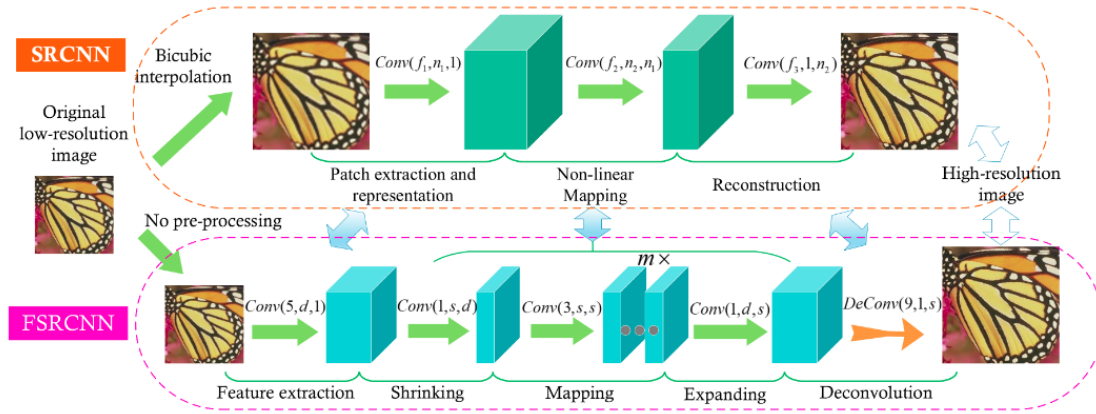 SRCNN
Bicubic
interpolation
Conv(f₁,n₁,1)
Conv(f₂,n₂,n₁)
Conv(f₃,1,n₂)
Original
low-resolution
image
Patch extraction and
representation
Non-linear
Mapping
Reconstruction
High-resolution
image
No pre-processing
m×
FSRCNN
Conv(5,d,1)
Conv(1,s,d)
Conv(3,s,s)
Conv(1,d,s)
DeConv(9,1,s)
Feature extraction
Shrinking
Mapping
Expanding
Deconvolution